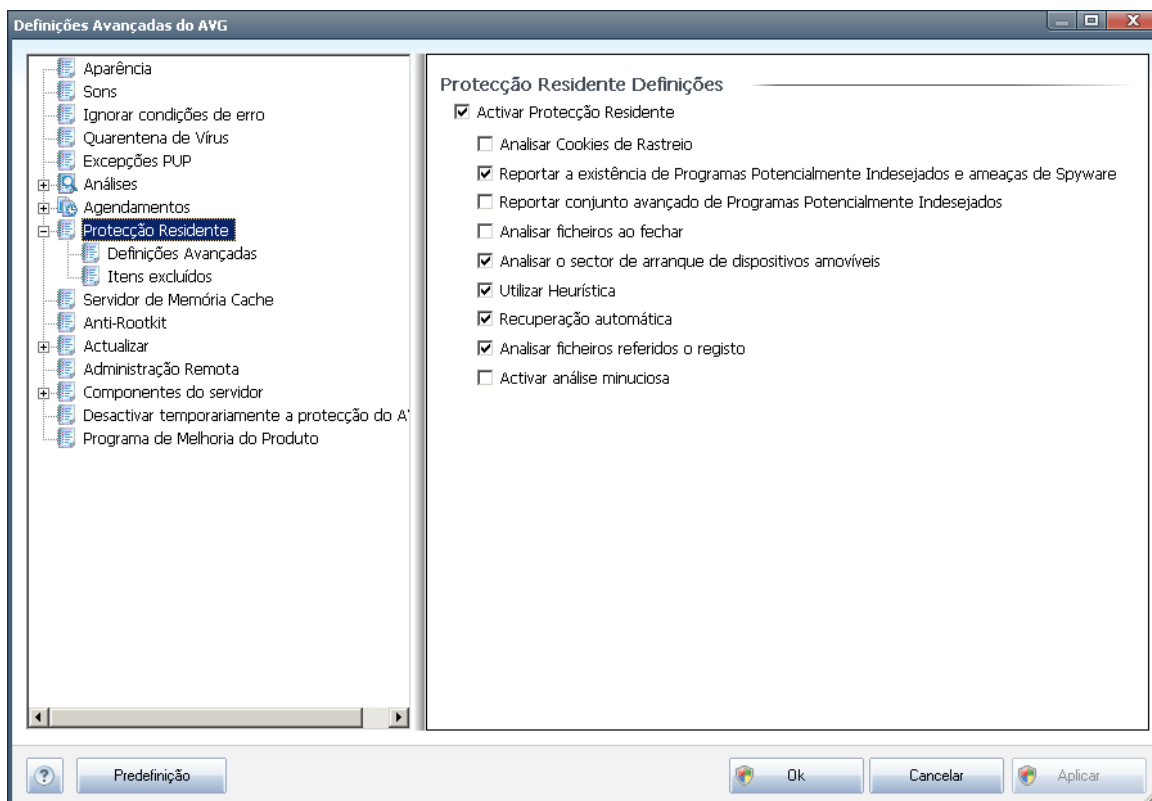 Definições Avançadas do AVG
Aparência
Sons
Ignorar condições de erro
Quarentena de Vírus
Excepções PUP
Análises
Agendamentos
Protecção Residente
Definições Avançadas
Itens excluídos
Servidor de Memória Cache
Anti-Rootkit
Actualizar
Administração Remota
Componentes do servidor
Desactivar temporariamente a protecção do A
Programa de Melhoria do Produto
Protecção Residente Definições
Activar Protecção Residente
Analisar Cookies de Rastreio
Reportar a existência de Programas Potencialmente Indesejados e ameaças de Spyware
Reportar conjunto avançado de Programas Potencialmente Indesejados
Analisar ficheiros ao fechar
Analisar o sector de arranque de dispositivos amovíveis
Utilizar Heurística
Recuperação automática
Analisar ficheiros referidos o registo
Activar análise minuciosa
?
Predefinição
Ok
Cancelar
Aplicar